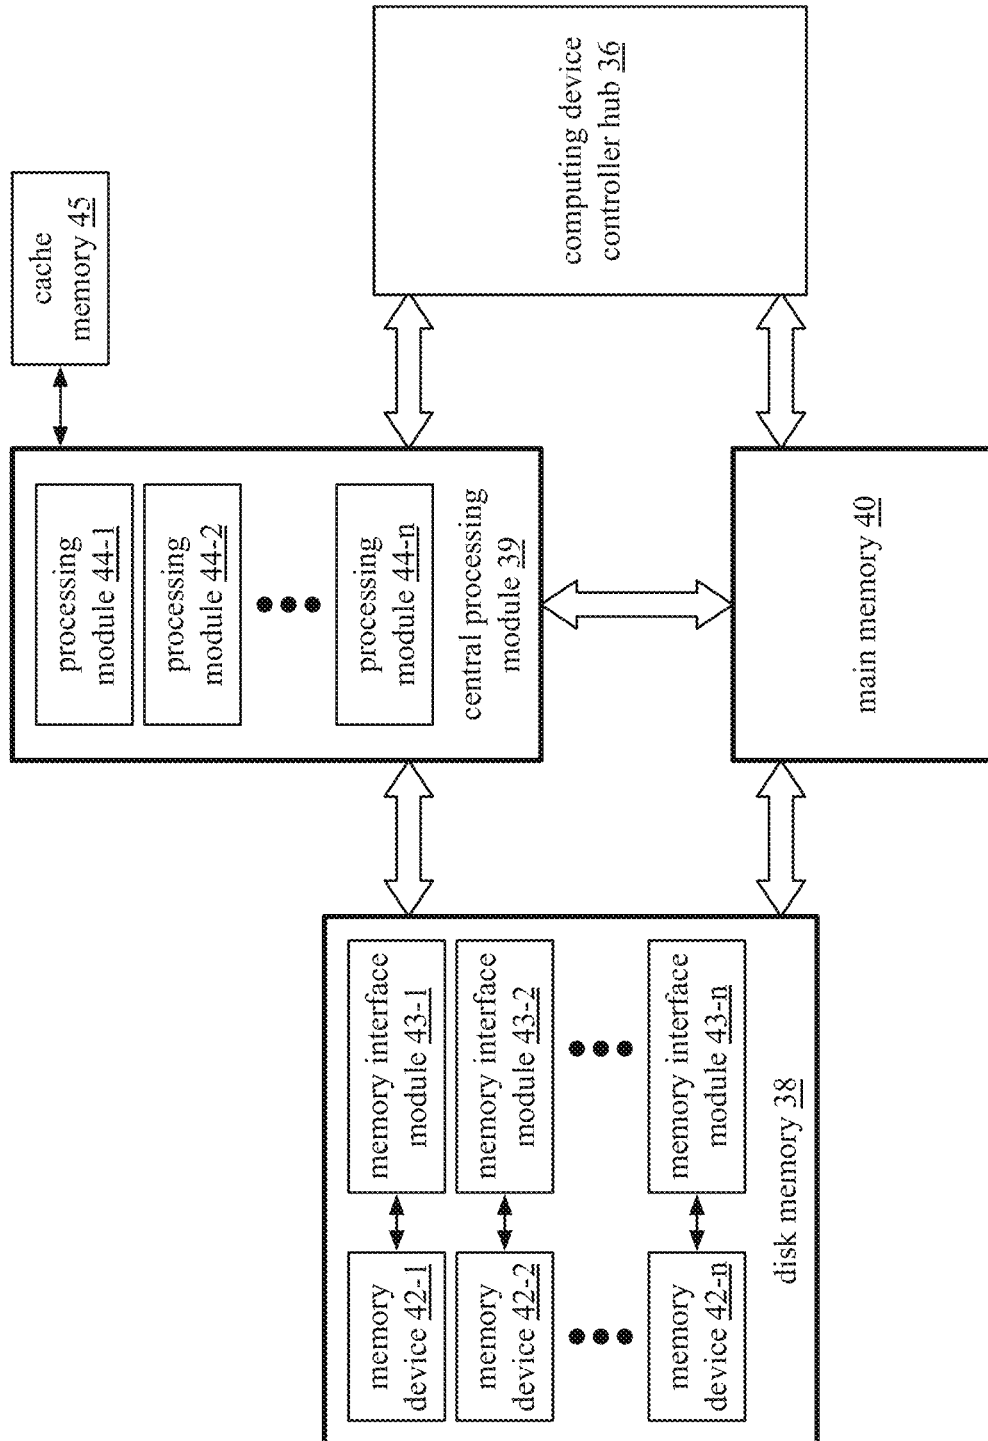 memory
device 42-1
memory interface
module 43-1
memory
device 42-2
memory interface
module 43-2
memory
device 42-n
memory interface
module 43-n
disk memory 38
processing
module 44-1
processing
module 44-2
processing
module 44-n
central processing
module 39
cache
memory 45
main memory 40
computing device
controller hub 36